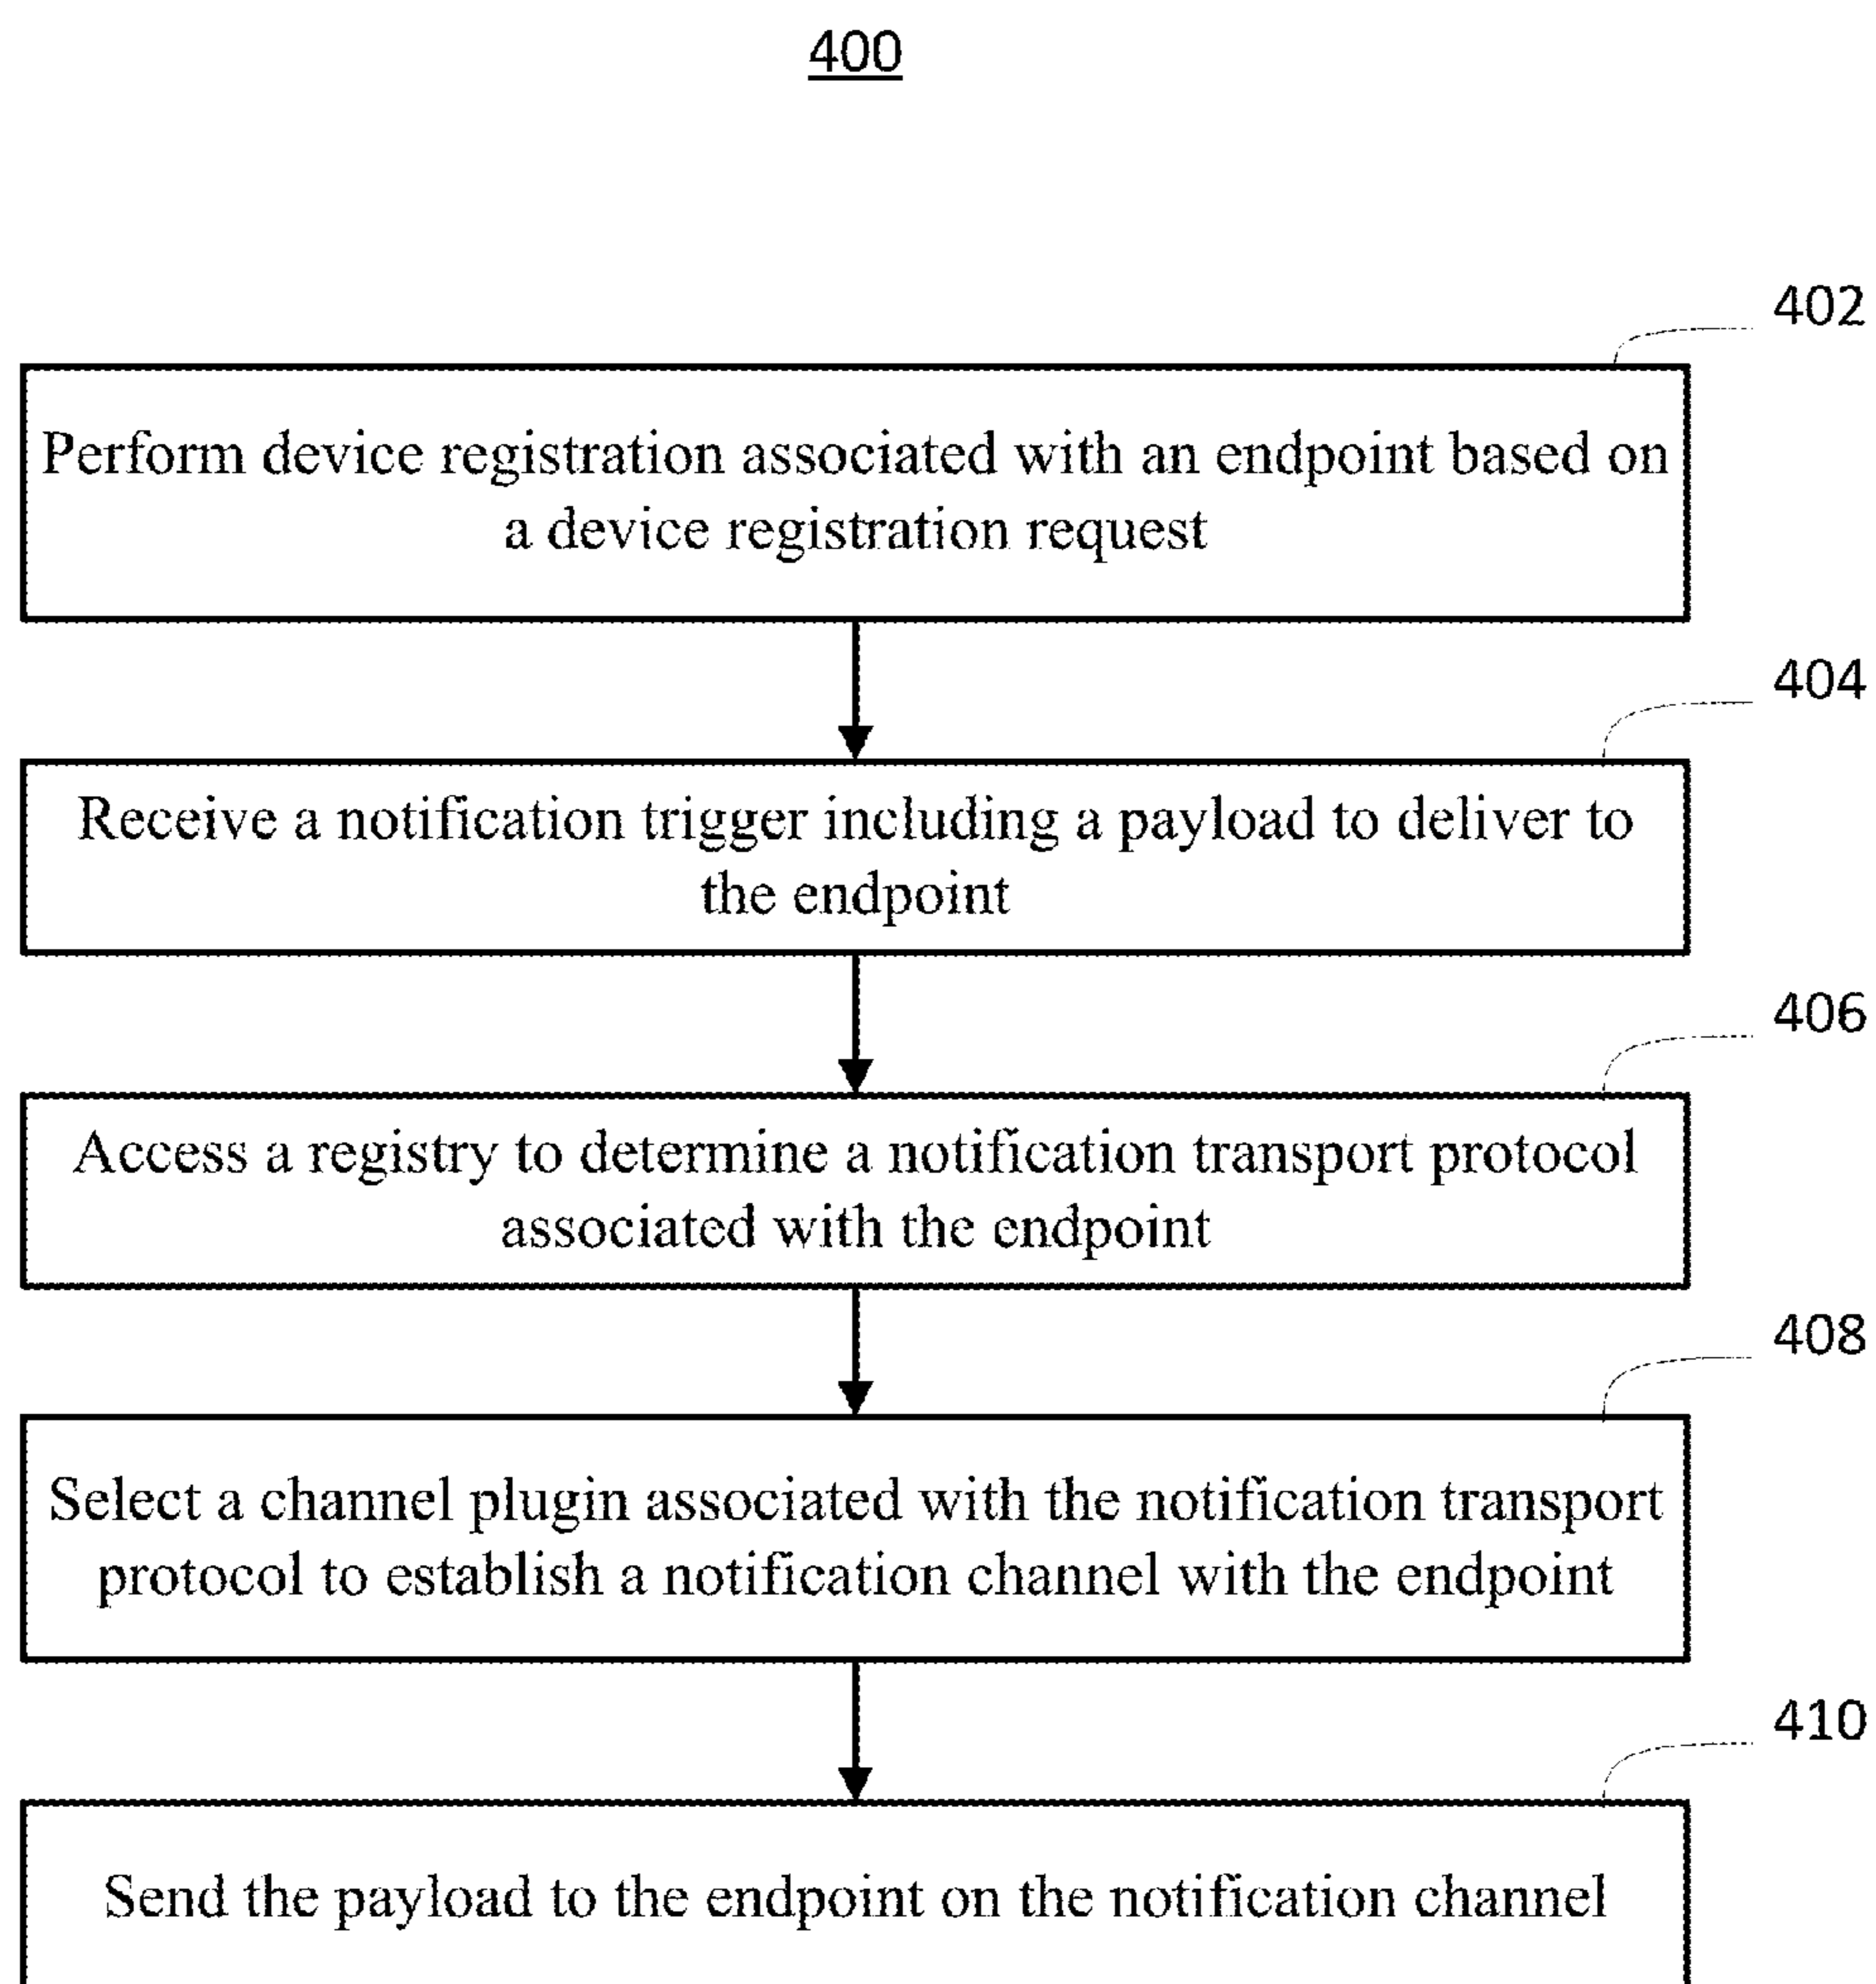 400
402
Perform device registration associated with an endpoint based on
a device registration request
404
Receive a notification trigger including a payload to deliver to
the endpoint
406
Access a registry to determine a notification transport protocol
associated with the endpoint
408
Select a channel plugin associated with the notification transport
protocol to establish a notification channel with the endpoint
410
Send the payload to the endpoint on the notification channel